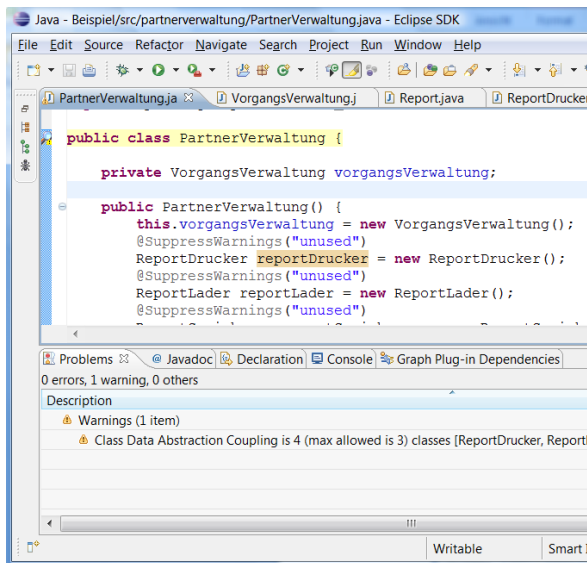 Java - Beispiel/src/partnerverwaltung/PartnerVerwaltung.java - Eclipse SDK
File Edit Source Refactor Navigate Search Project Run Window Help
PartnerVerwaltung.ja VorgangsVerwaltung.j Report.java ReportDrucker
public class PartnerVerwaltung {
private VorgangsVerwaltung vorgangsVerwaltung;
public PartnerVerwaltung() {
this.vorgangsVerwaltung = new VorgangsVerwaltung();
@SuppressWarnings("unused")
ReportDrucker reportDrucker = new ReportDrucker();
@SuppressWarnings("unused")
ReportLader reportLader = new ReportLader();
@SuppressWarnings("unused")
Problems @ Javadoc Declaration Console Graph Plug-in Dependencies
0 errors, 1 warning, 0 others
Description
Warnings (1 item)
Class Data Abstraction Coupling is 4 (max allowed is 3) classes [ReportDrucker, Report
Writable Smart